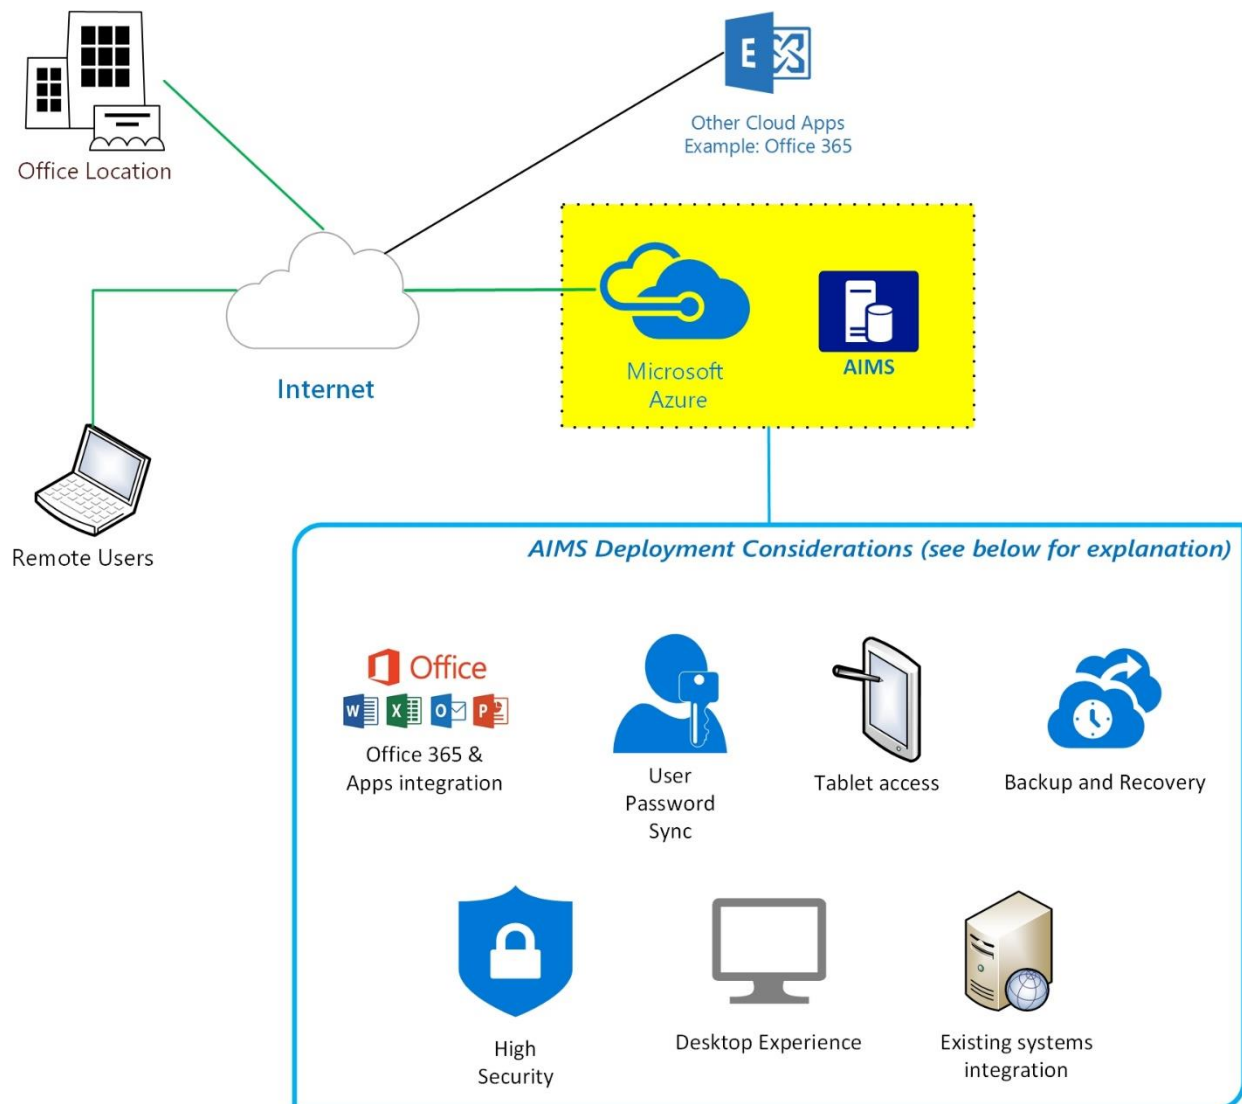 E
Other Cloud Apps
Example: Office 365
Office Location
Microsoft
Azure
AIMS
Internet
Remote Users
AIMS Deployment Considerations (see below for explanation)
Office
W X O P
Office 365 &
Apps integration
User
Password
Sync
Tablet access
Backup and Recovery
High
Security
Desktop Experience
Existing systems
integration